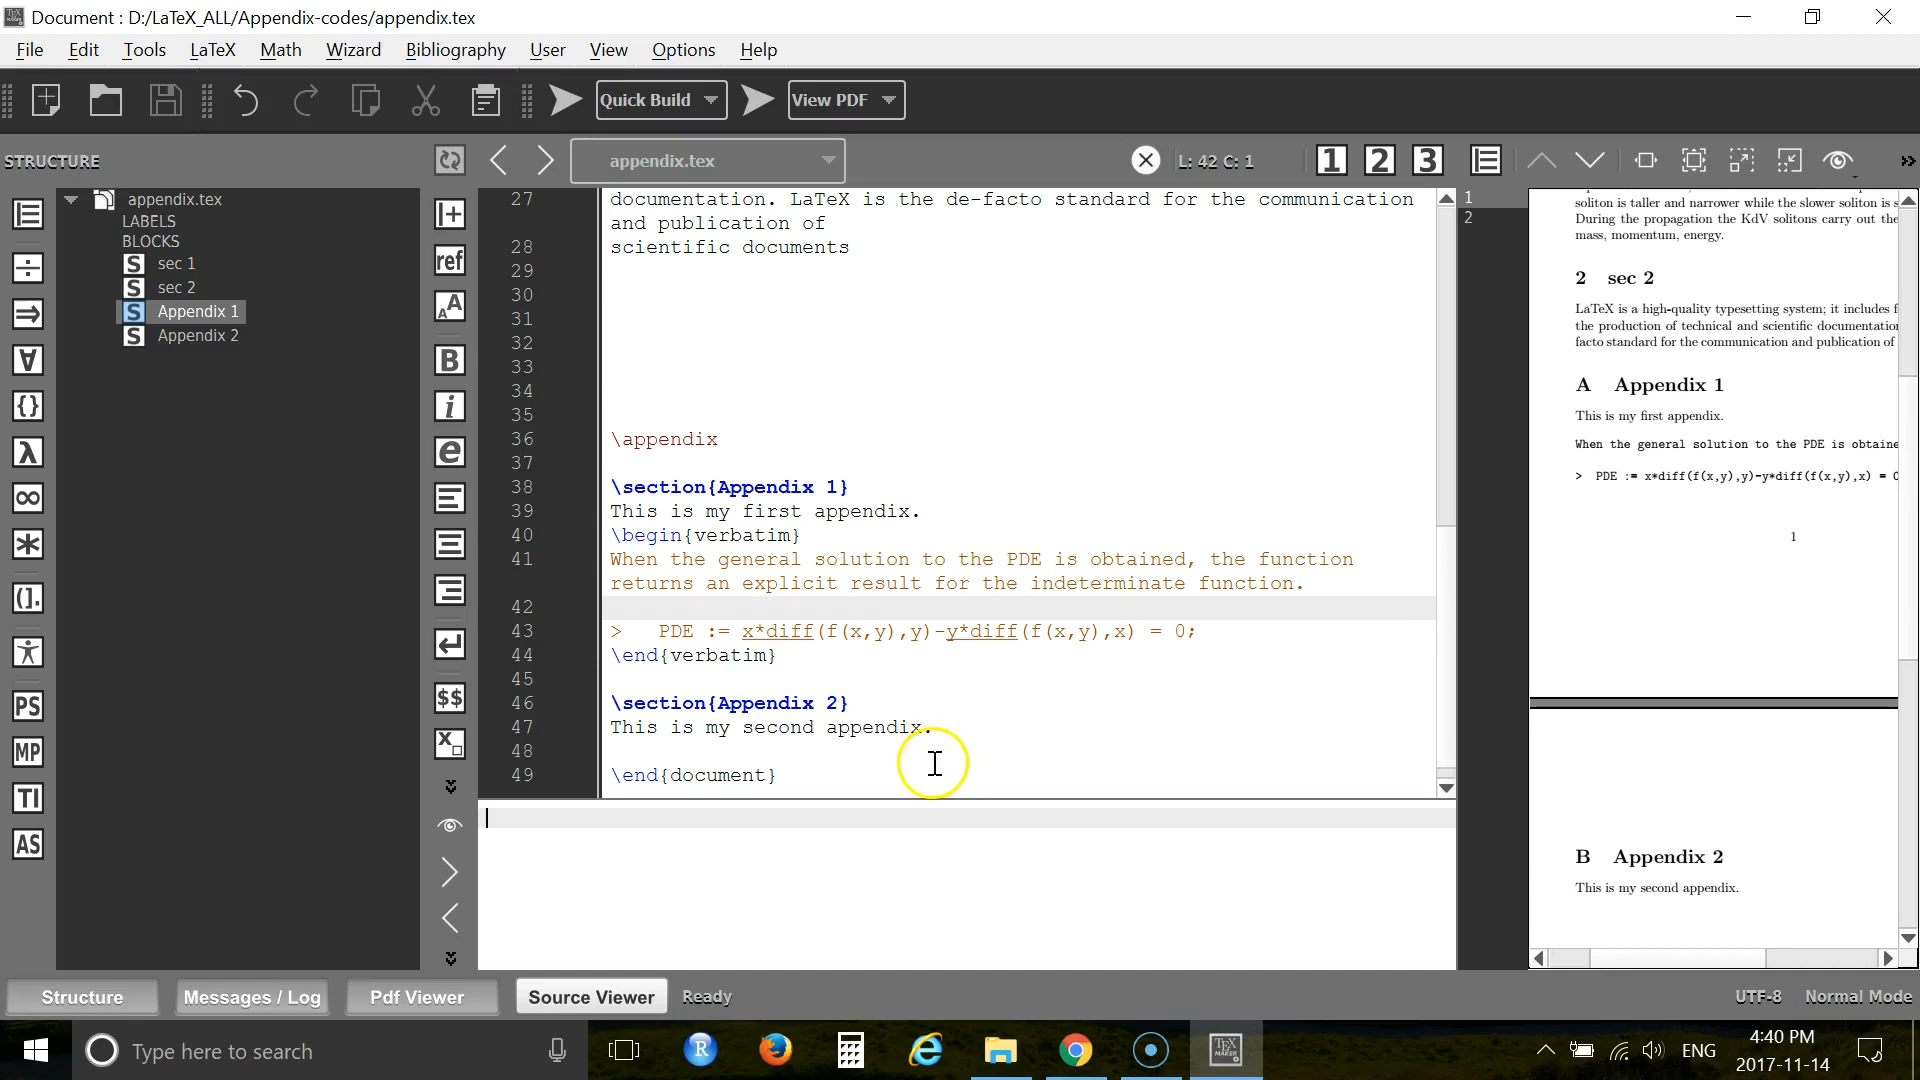 Document : D:/LaTeX_ALL/Appendix-codes/appendix.tex
File Edit Tools LaTeX Math Wizard Bibliography User View Options Help
Quick Build View PDF
STRUCTURE
appendix.tex
L: 42 C: 1
1 2 3
appendix.tex
LABELS
BLOCKS
S sec 1
S sec 2
S Appendix 1
S Appendix 2
ref
PS
MP
TI
AS
$$
27 documentation. LaTeX is the de-facto standard for the communication
and publication of
28 scientific documents
29
30
31
32
33
34
35
36 \appendix
37
38 \section{Appendix 1}
39 This is my first appendix.
40 \begin{verbatim}
41 When the general solution to the PDE is obtained, the function
returns an explicit result for the indeterminate function.
42
43 > PDE := x*diff(f(x,y),y)-y*diff(f(x,y),x) = 0;
44 \end{verbatim}
45
46 \section{Appendix 2}
47 This is my second appendix.
48
49 \end{document}
1
2
soliton is taller and narrower while the slower soliton is s
During the propagation the KdV solitons carry out the
mass, momentum, energy.
2 sec 2
LaTeX is a high-quality typesetting system; it includes f
the production of technical and scientific documentation
facto standard for the communication and publication of
A Appendix 1
This is my first appendix.
When the general solution to the PDE is obtaine
> PDE := x*diff(f(x,y),y)-y*diff(f(x,y),x) = 0
1
B Appendix 2
This is my second appendix.
Structure Messages / Log Pdf Viewer Source Viewer Ready
UTF-8 Normal Mode
Type here to search
ENG
4:40 PM
2017-11-14